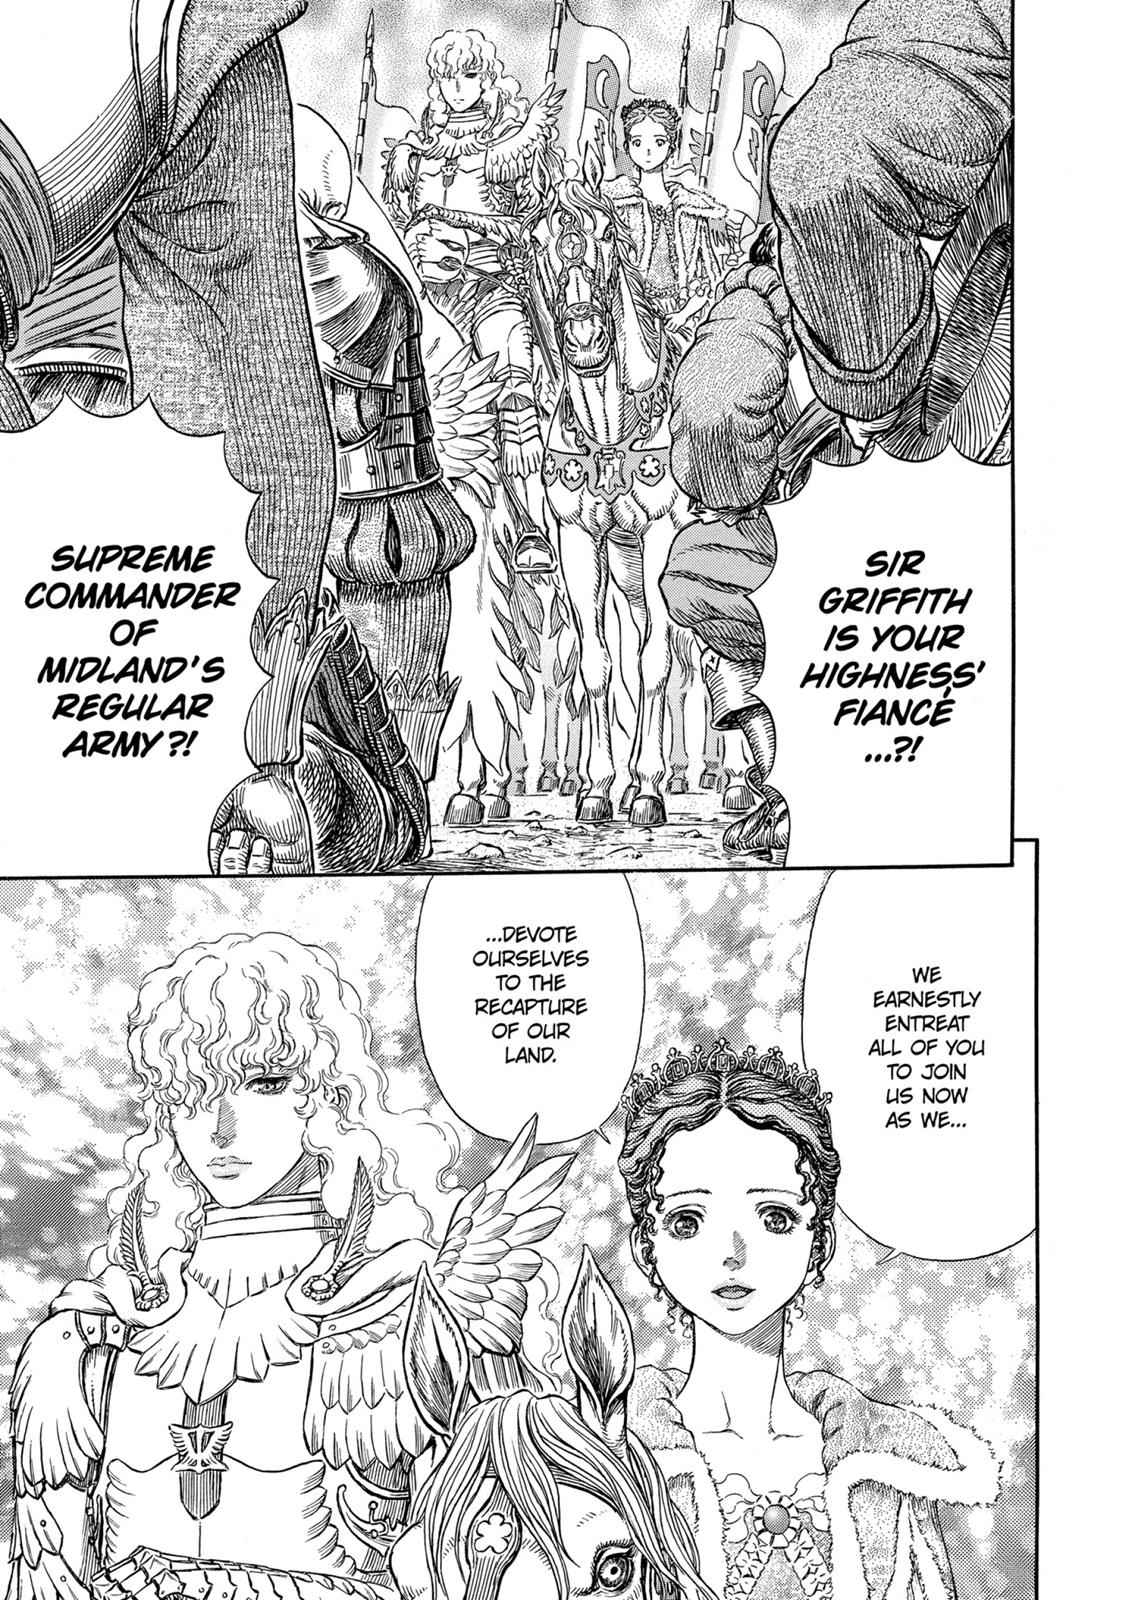 SIR
GRIFFITH
IS YOUR
HIGHNESS'
FIANCÉ
...?!
SUPREME
COMMANDER
OF
MIDLAND'S
REGULAR
ARMY?!
WE
EARNESTLY
ENTREAT
ALL OF YOU
TO JOIN
US NOW
AS WE...
...DEVOTE
OURSELVES
TO THE
RECAPTURE
OF OUR
LAND.